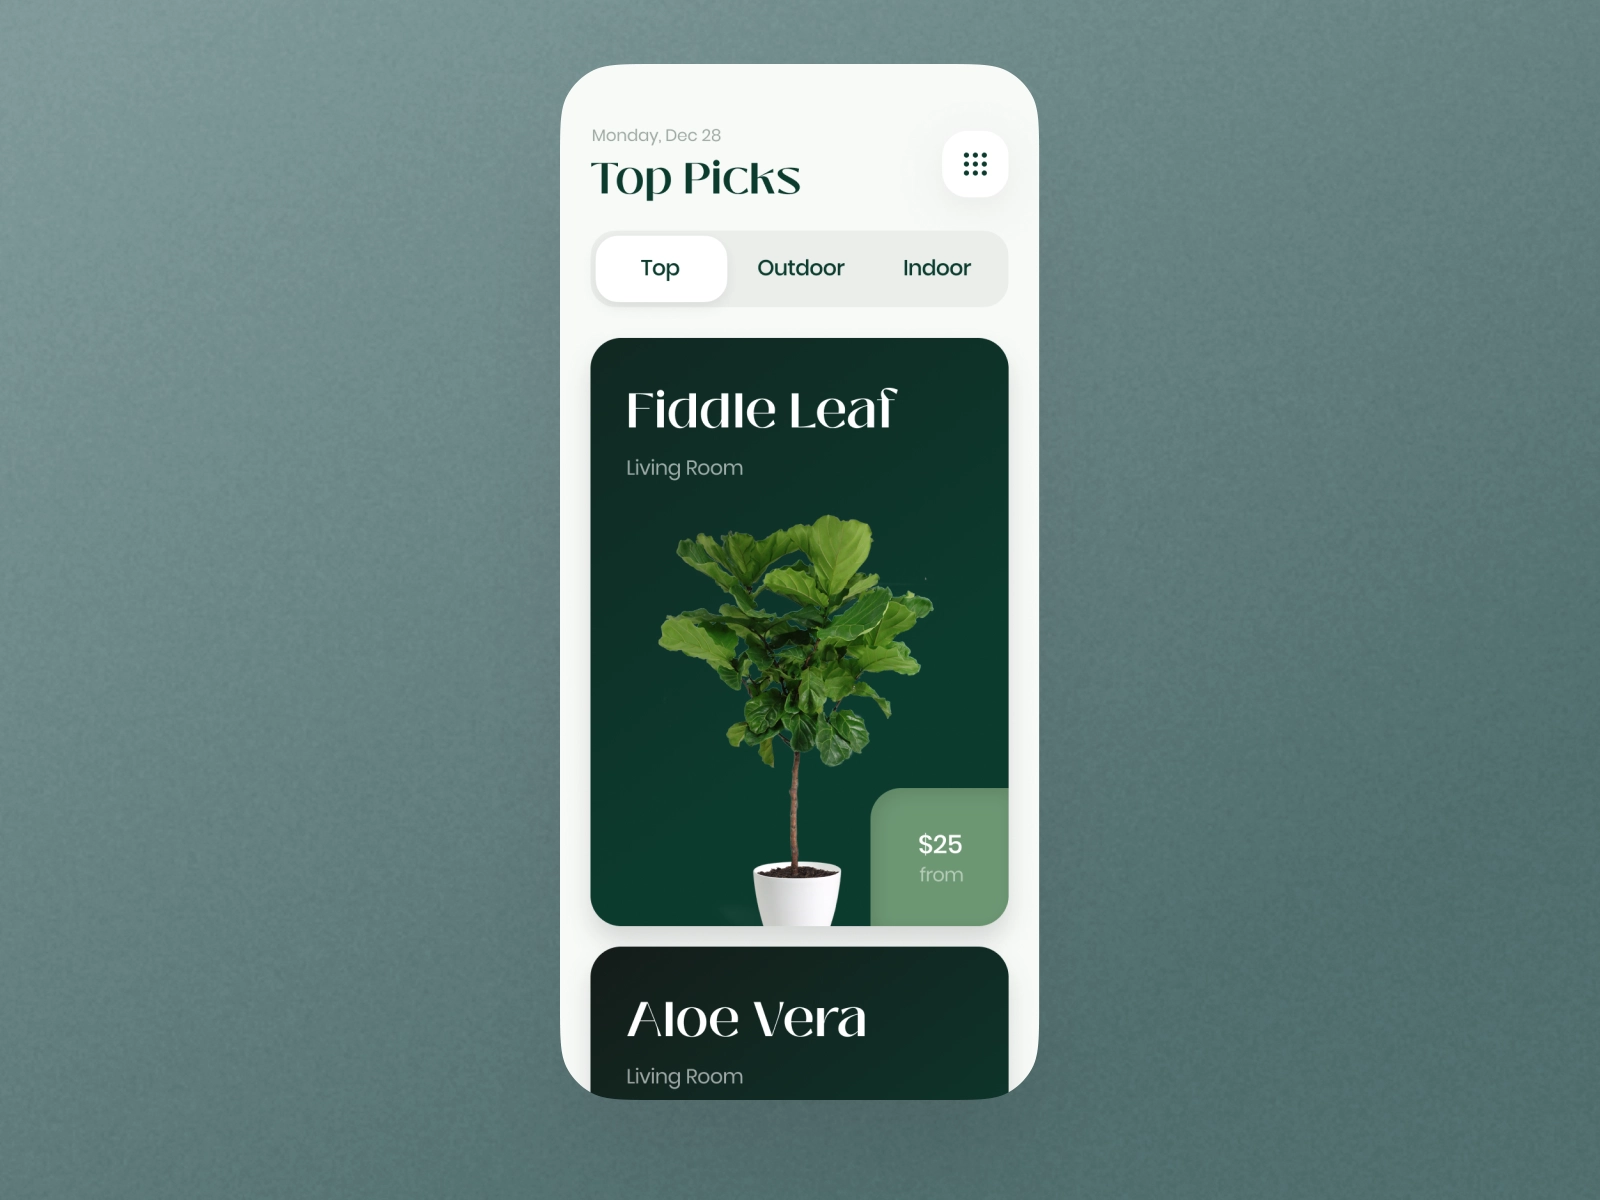 Monday, Dec 28
Top Picks
Top Outdoor Indoor
Fiddle Leaf
Living Room
$25
from
Aloe Vera
Living Room